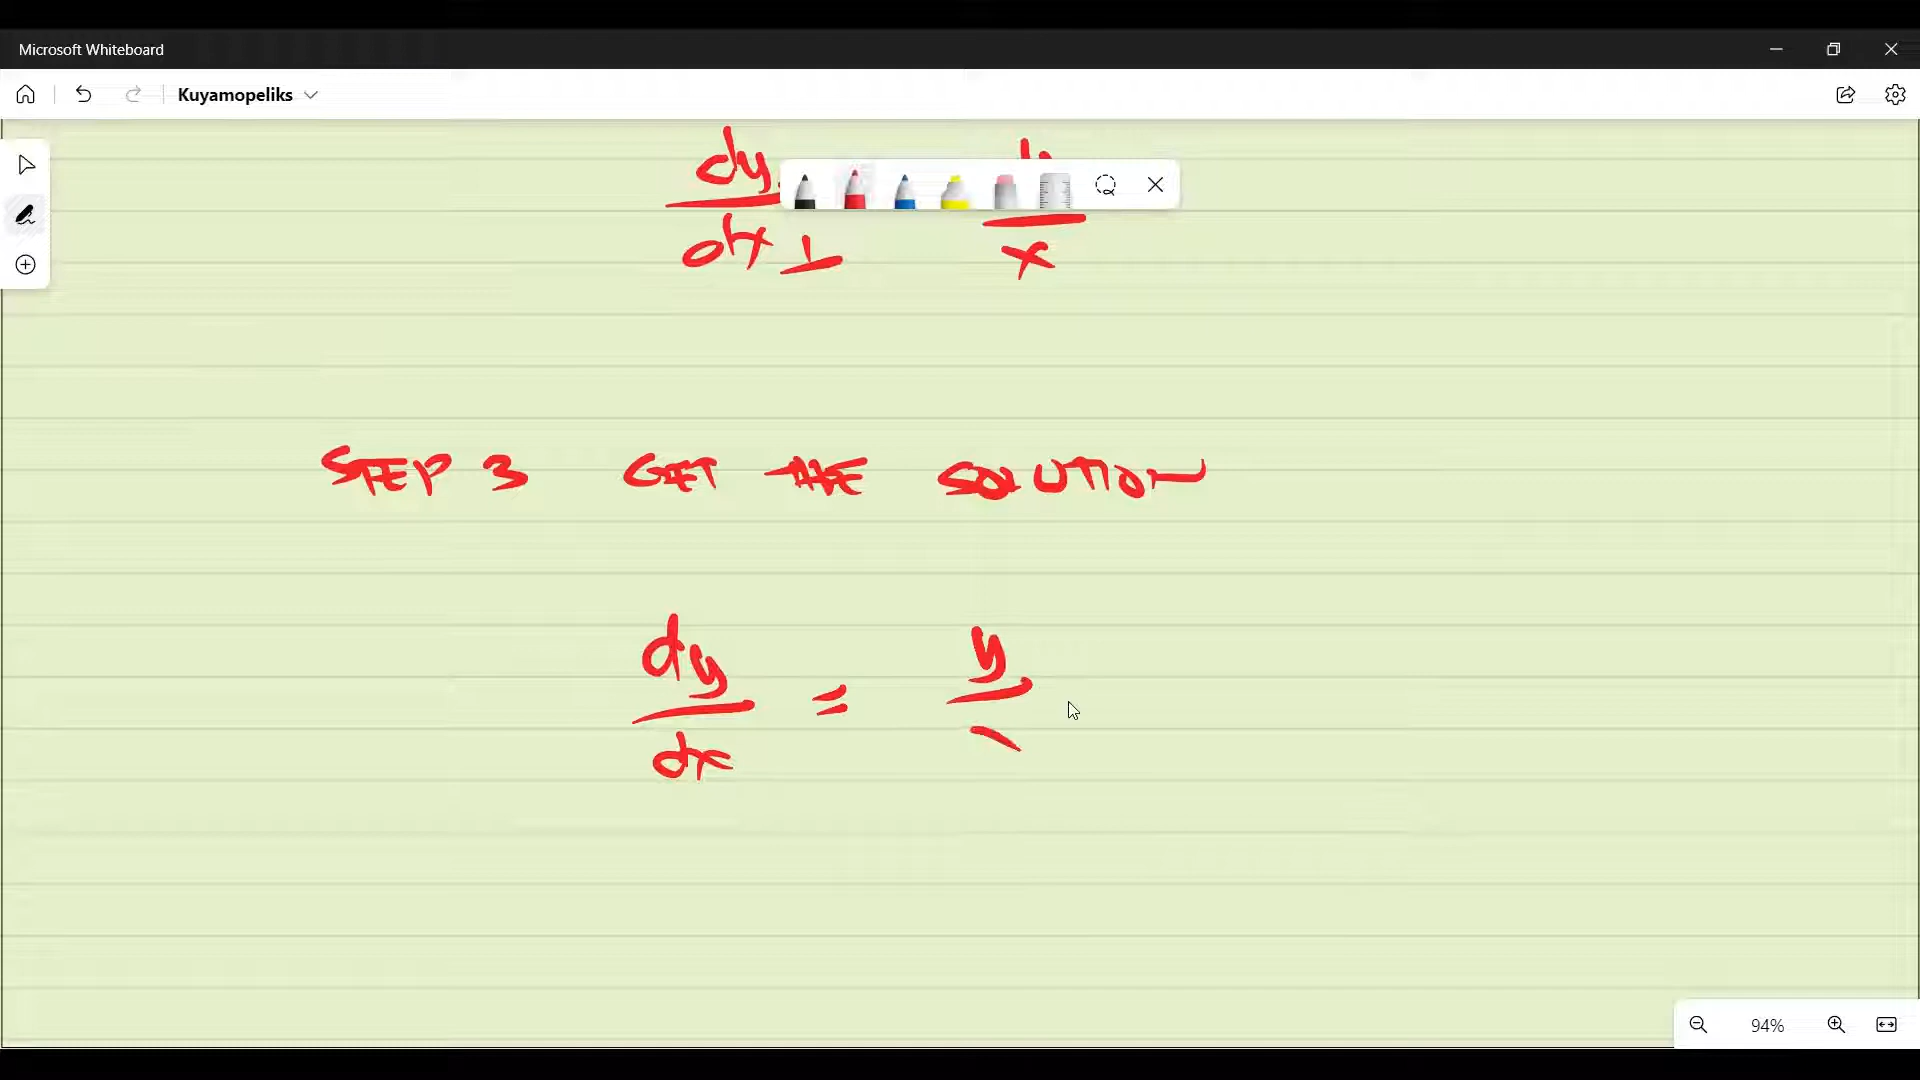 Microsoft Whiteboard
Kuyamopeliks
dy
dx ⊥
x
STEP 3 GET THE SOLUTION
dy = y
dx
94%